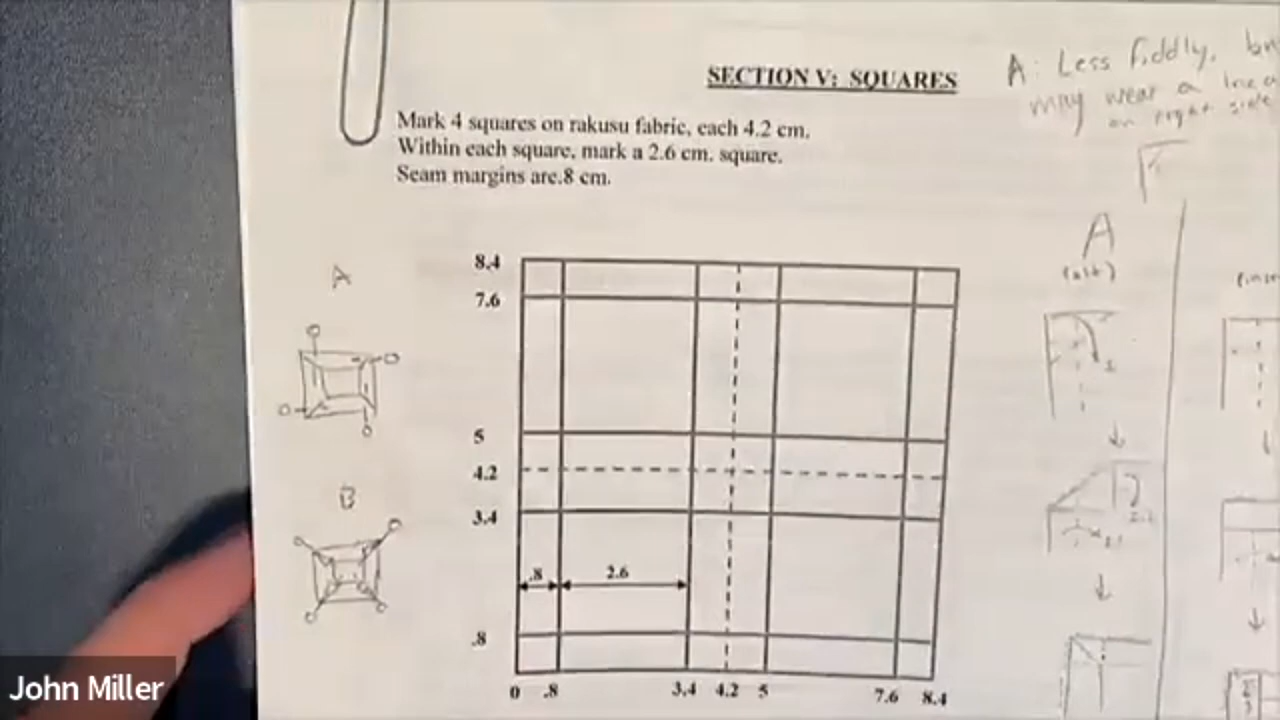 SECTION V: SQUARES
Mark 4 squares on rakusu fabric, each 4.2 cm.
Within each square, mark a 2.6 cm. square.
Seam margins are.8 cm.
A: Less fiddly, 
may wear a
on right side
8.4
7.6
5
4.2
3.4
.8
.8
2.6
0 .8 3.4 4.2 5 7.6 8.4
A
B
A
(alt)
John Miller